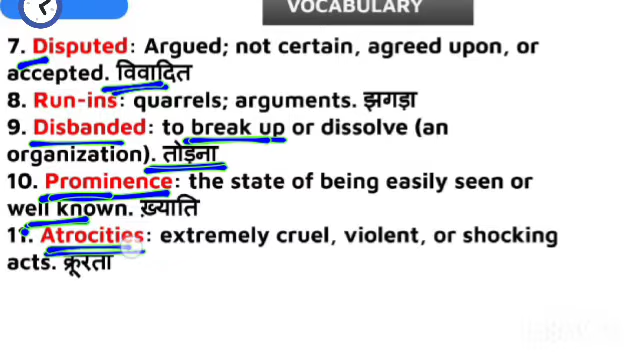 VOCABULARY
7. Disputed: Argued; not certain, agreed upon, or
accepted. विवादित
8. Run-ins: quarrels; arguments. झगड़ा
9. Disbanded: to break up or dissolve (an
organization). तोड़ना
10. Prominence: the state of being easily seen or
well known. ख़्याति
11. Atrocities: extremely cruel, violent, or shocking
acts. क्रूरता